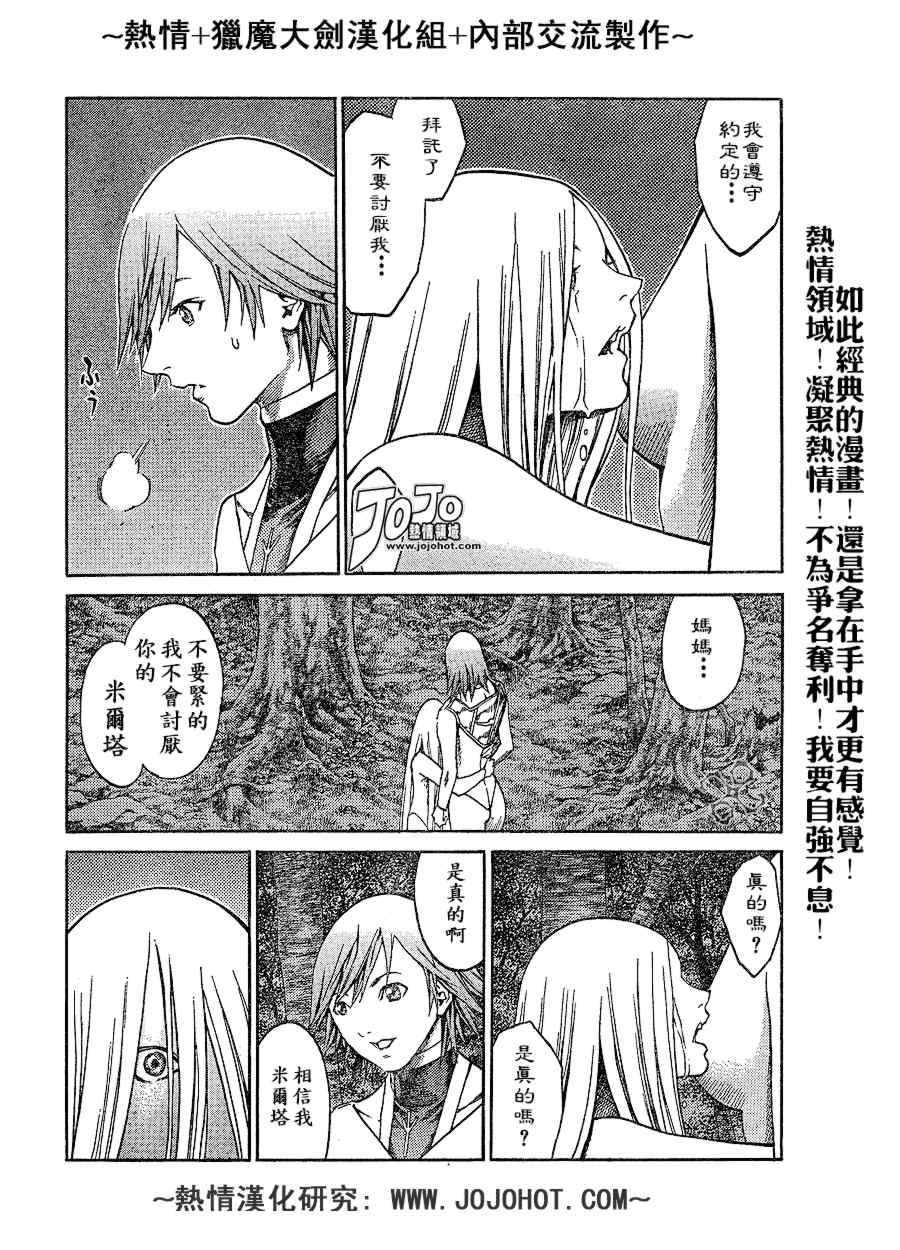 ~熱情+獵魔大劍漢化組+內部交流製作~
我會遵守
約定的…
拜託了
不要討厭我…
ふぅ
JOJO
熱情領域
www.jojohot.com
如此經典的漫畫！還是拿在手中才更有感覺！
熱情領域！凝聚熱情！不為爭名奪利！我要自強不息！
媽媽…
不要緊的
我不會討厭
你的
米爾塔
真的嗎？
是真的嗎？
是真的啊
相信我
米爾塔
~熱情漢化研究: WWW.JOJOHOT.COM~